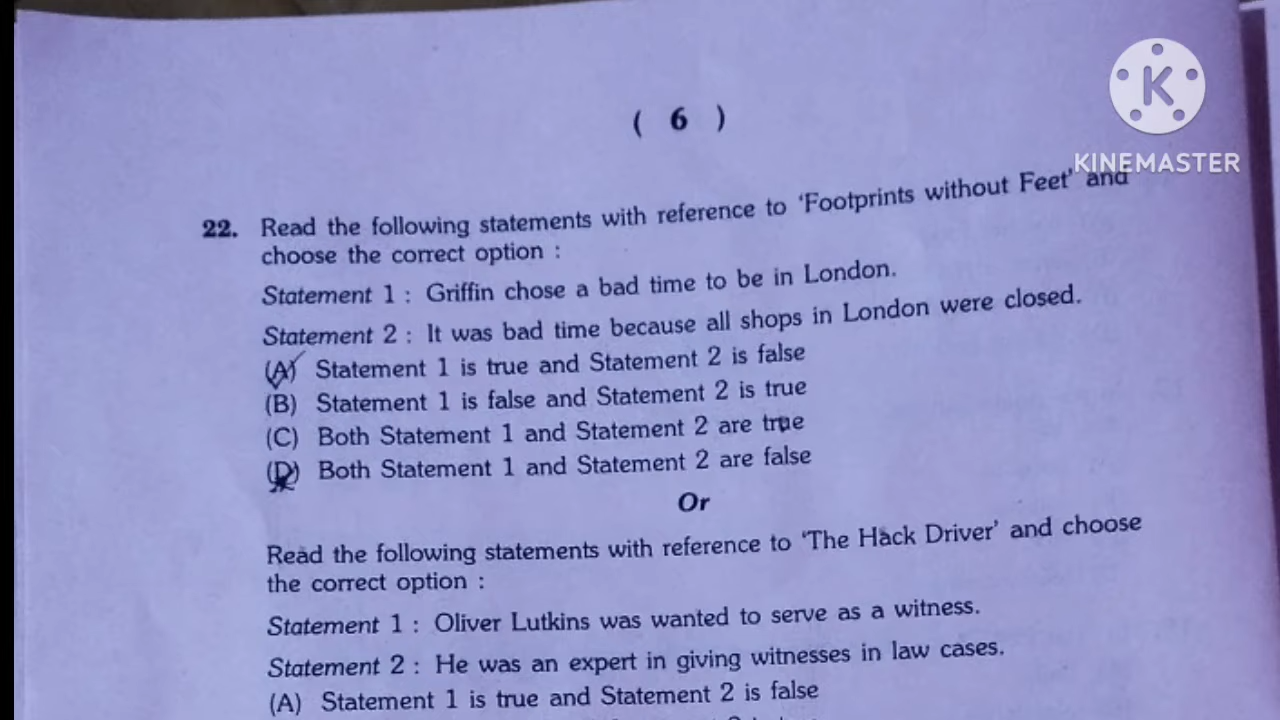 ( 6 )
K
KINEMASTER
22. Read the following statements with reference to 'Footprints without Feet' and
choose the correct option :
Statement 1 : Griffin chose a bad time to be in London.
Statement 2 : It was bad time because all shops in London were closed.
(A) Statement 1 is true and Statement 2 is false
(B) Statement 1 is false and Statement 2 is true
(C) Both Statement 1 and Statement 2 are true
(D) Both Statement 1 and Statement 2 are false
Or
Read the following statements with reference to 'The Hack Driver' and choose
the correct option :
Statement 1 : Oliver Lutkins was wanted to serve as a witness.
Statement 2 : He was an expert in giving witnesses in law cases.
(A) Statement 1 is true and Statement 2 is false